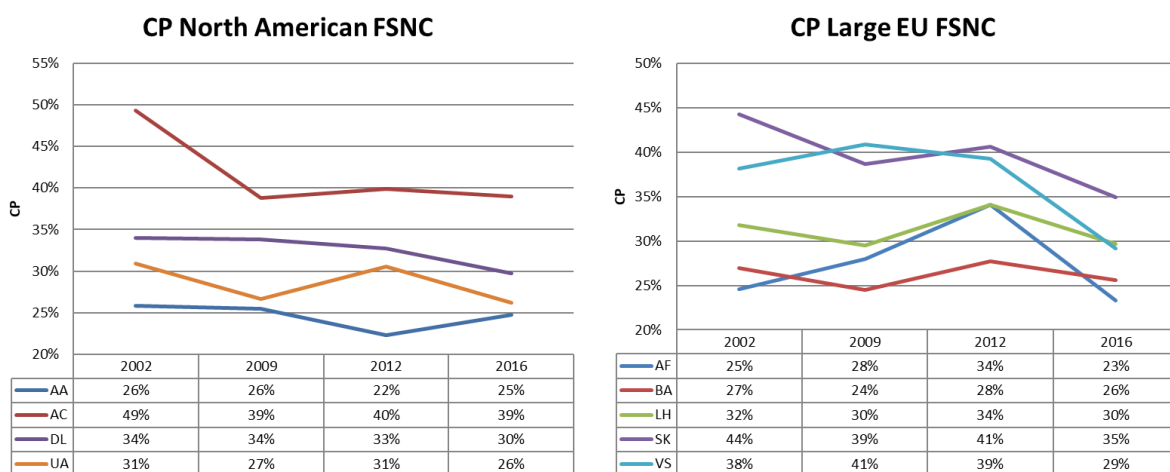 CP North American FSNC
55%
50%
45%
40%
35%
30%
25%
20%
CP
2002 2009 2012 2016
AA 26% 26% 22% 25%
AC 49% 39% 40% 39%
DL 34% 34% 33% 30%
UA 31% 27% 31% 26%
CP Large EU FSNC
50%
45%
40%
35%
30%
25%
20%
CP
2002 2009 2012 2016
AF 25% 28% 34% 23%
BA 27% 24% 28% 26%
LH 32% 30% 34% 30%
SK 44% 39% 41% 35%
VS 38% 41% 39% 29%